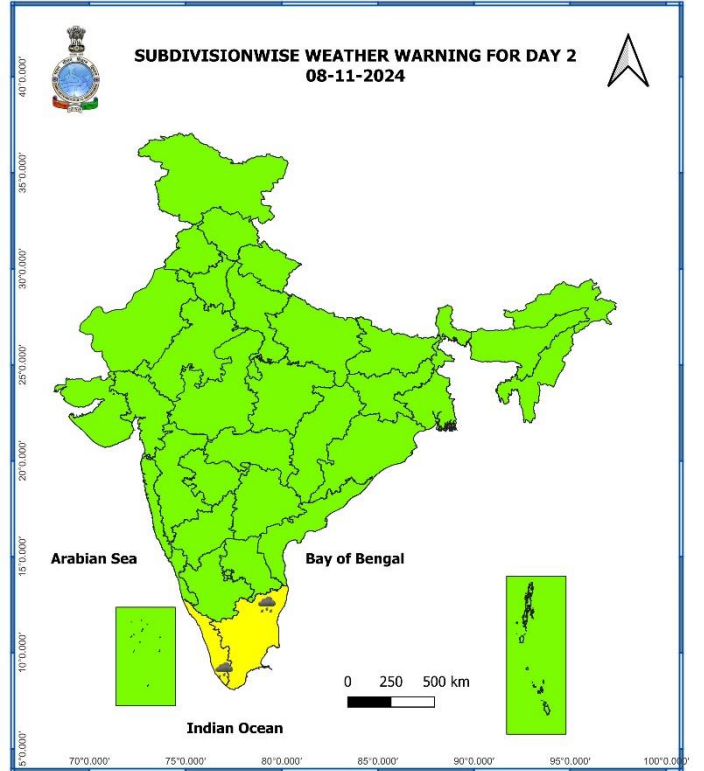 SUBDIVISIONWISE WEATHER WARNING FOR DAY 2
08-11-2024
40°0.000'
35°0.000'
30°0.000'
25°0.000'
20°0.000'
15°0.000'
10°0.000'
5°0.000'
Arabian Sea
Bay of Bengal
0 250 500 km
Indian Ocean
70°0.000' 75°0.000' 80°0.000' 85°0.000' 90°0.000' 95°0.000' 100°0.000'